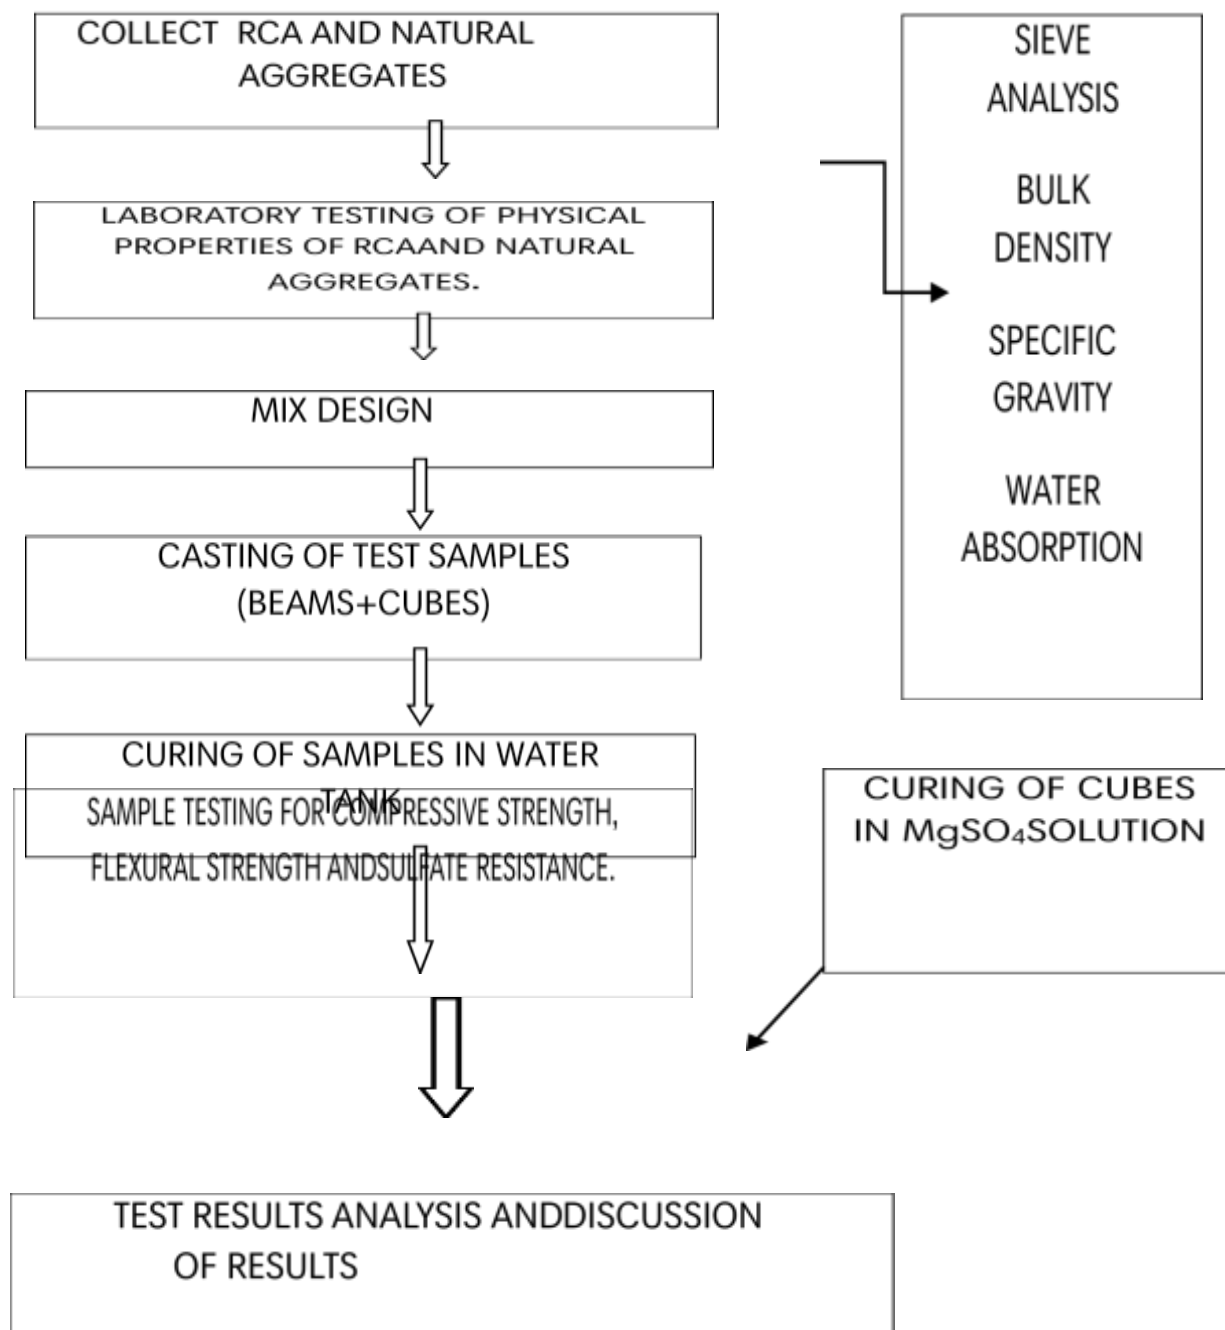 COLLECT RCA AND NATURAL
AGGREGATES
LABORATORY TESTING OF PHYSICAL
PROPERTIES OF RCAAND NATURAL
AGGREGATES.
MIX DESIGN
CASTING OF TEST SAMPLES
(BEAMS+CUBES)
CURING OF SAMPLES IN WATER
TANK
SAMPLE TESTING FOR COMPRESSIVE STRENGTH,
FLEXURAL STRENGTH ANDSULFATE RESISTANCE.
SIEVE
ANALYSIS
BULK
DENSITY
SPECIFIC
GRAVITY
WATER
ABSORPTION
CURING OF CUBES
IN MgSO₄SOLUTION
TEST RESULTS ANALYSIS ANDDISCUSSION
OF RESULTS